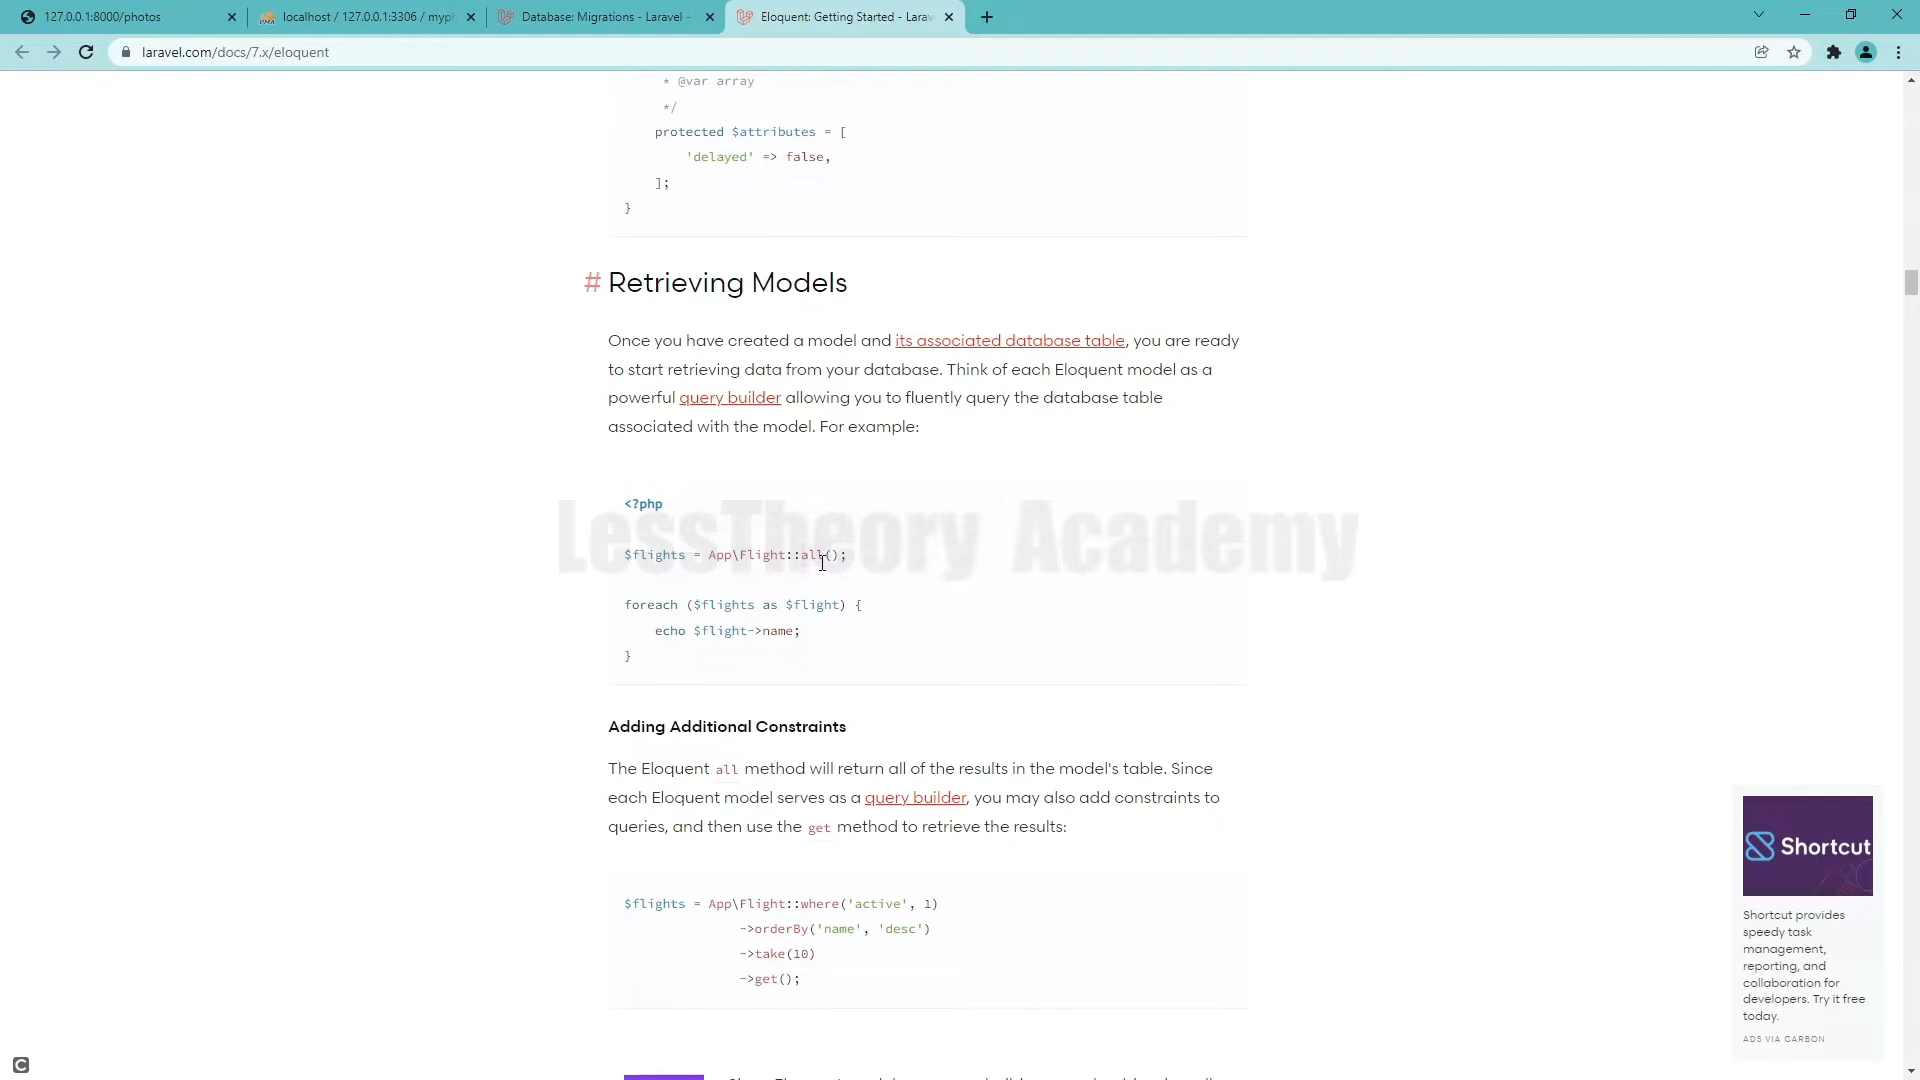 127.0.0.1:8000/photos
localhost / 127.0.0.1:3306 / myph
Database: Migrations - Laravel -
Eloquent: Getting Started - Larav
laravel.com/docs/7.x/eloquent
* @var array
*/
protected $attributes = [
'delayed' => false,
];
}
# Retrieving Models
Once you have created a model and its associated database table, you are ready
to start retrieving data from your database. Think of each Eloquent model as a
powerful query builder allowing you to fluently query the database table
associated with the model. For example:
<?php
LessTheory Academy
$flights = App\Flight::all();
foreach ($flights as $flight) {
echo $flight->name;
}
Adding Additional Constraints
The Eloquent all method will return all of the results in the model's table. Since
each Eloquent model serves as a query builder, you may also add constraints to
queries, and then use the get method to retrieve the results:
$flights = App\Flight::where('active', 1)
->orderBy('name', 'desc')
->take(10)
->get();
Shortcut
Shortcut provides
speedy task
management,
reporting, and
collaboration for
developers. Try it free
today.
ADS VIA CARBON